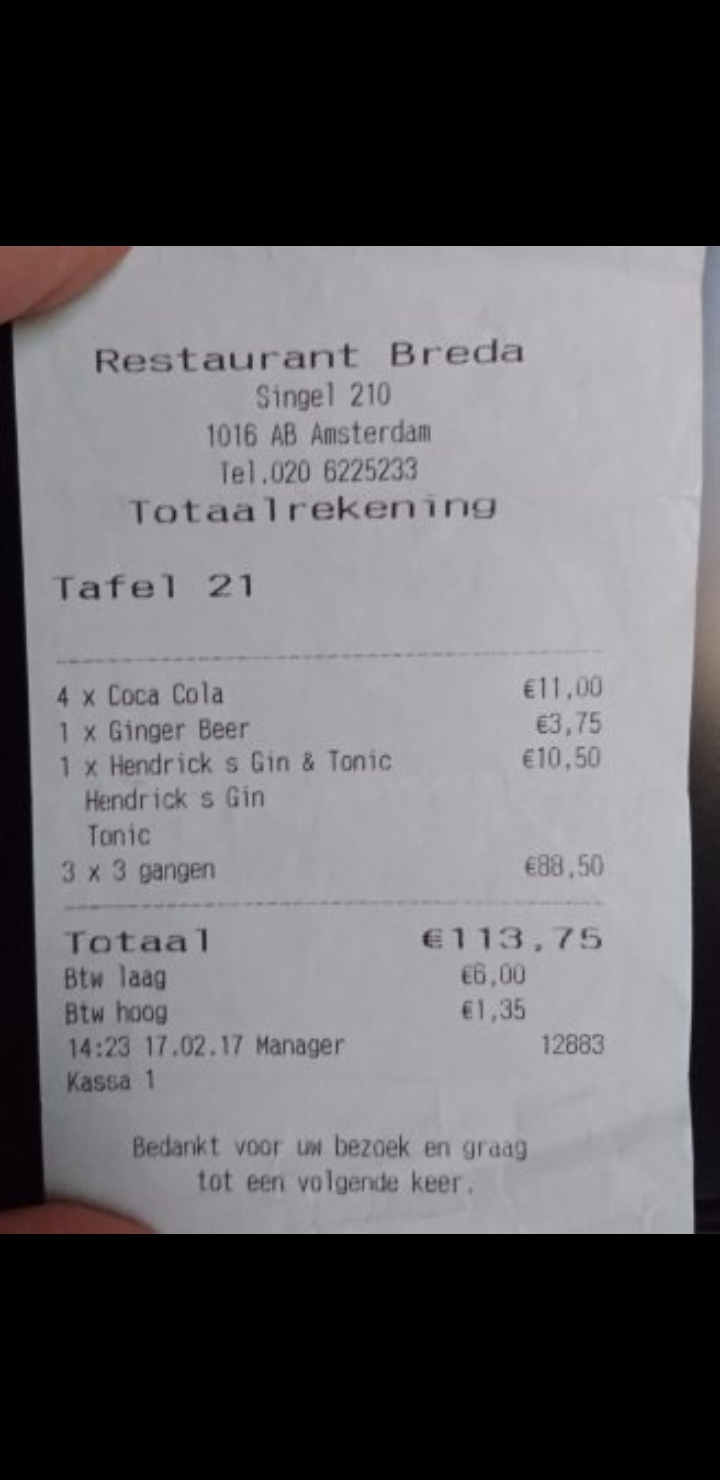 Restaurant Breda
Singel 210
1016 AB Amsterdam
Tel.020 6225233
Totaalrekening
Tafel 21
4 x Coca Cola €11,00
1 x Ginger Beer €3,75
1 x Hendrick s Gin & Tonic €10,50
Hendrick s Gin
Tonic
3 x 3 gangen €88,50
Totaal €113,75
Btw laag €6,00
Btw hoog €1,35
14:23 17.02.17 Manager 12883
Kassa 1
Bedankt voor uw bezoek en graag
tot een volgende keer.